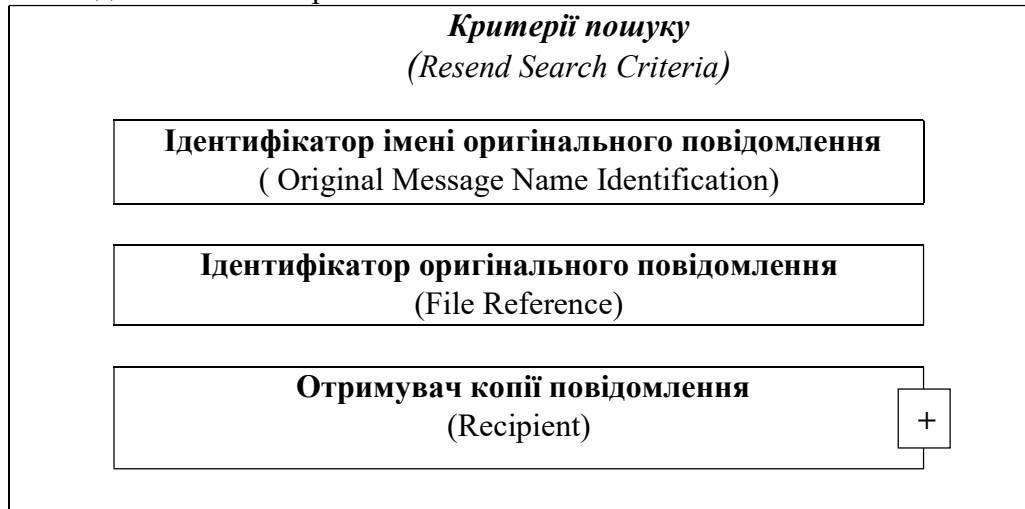 Критерії пошуку
(Resend Search Criteria)
Ідентифікатор імені оригінального повідомлення
( Original Message Name Identification)
Ідентифікатор оригінального повідомлення
(File Reference)
Отримувач копії повідомлення
(Recipient)
+